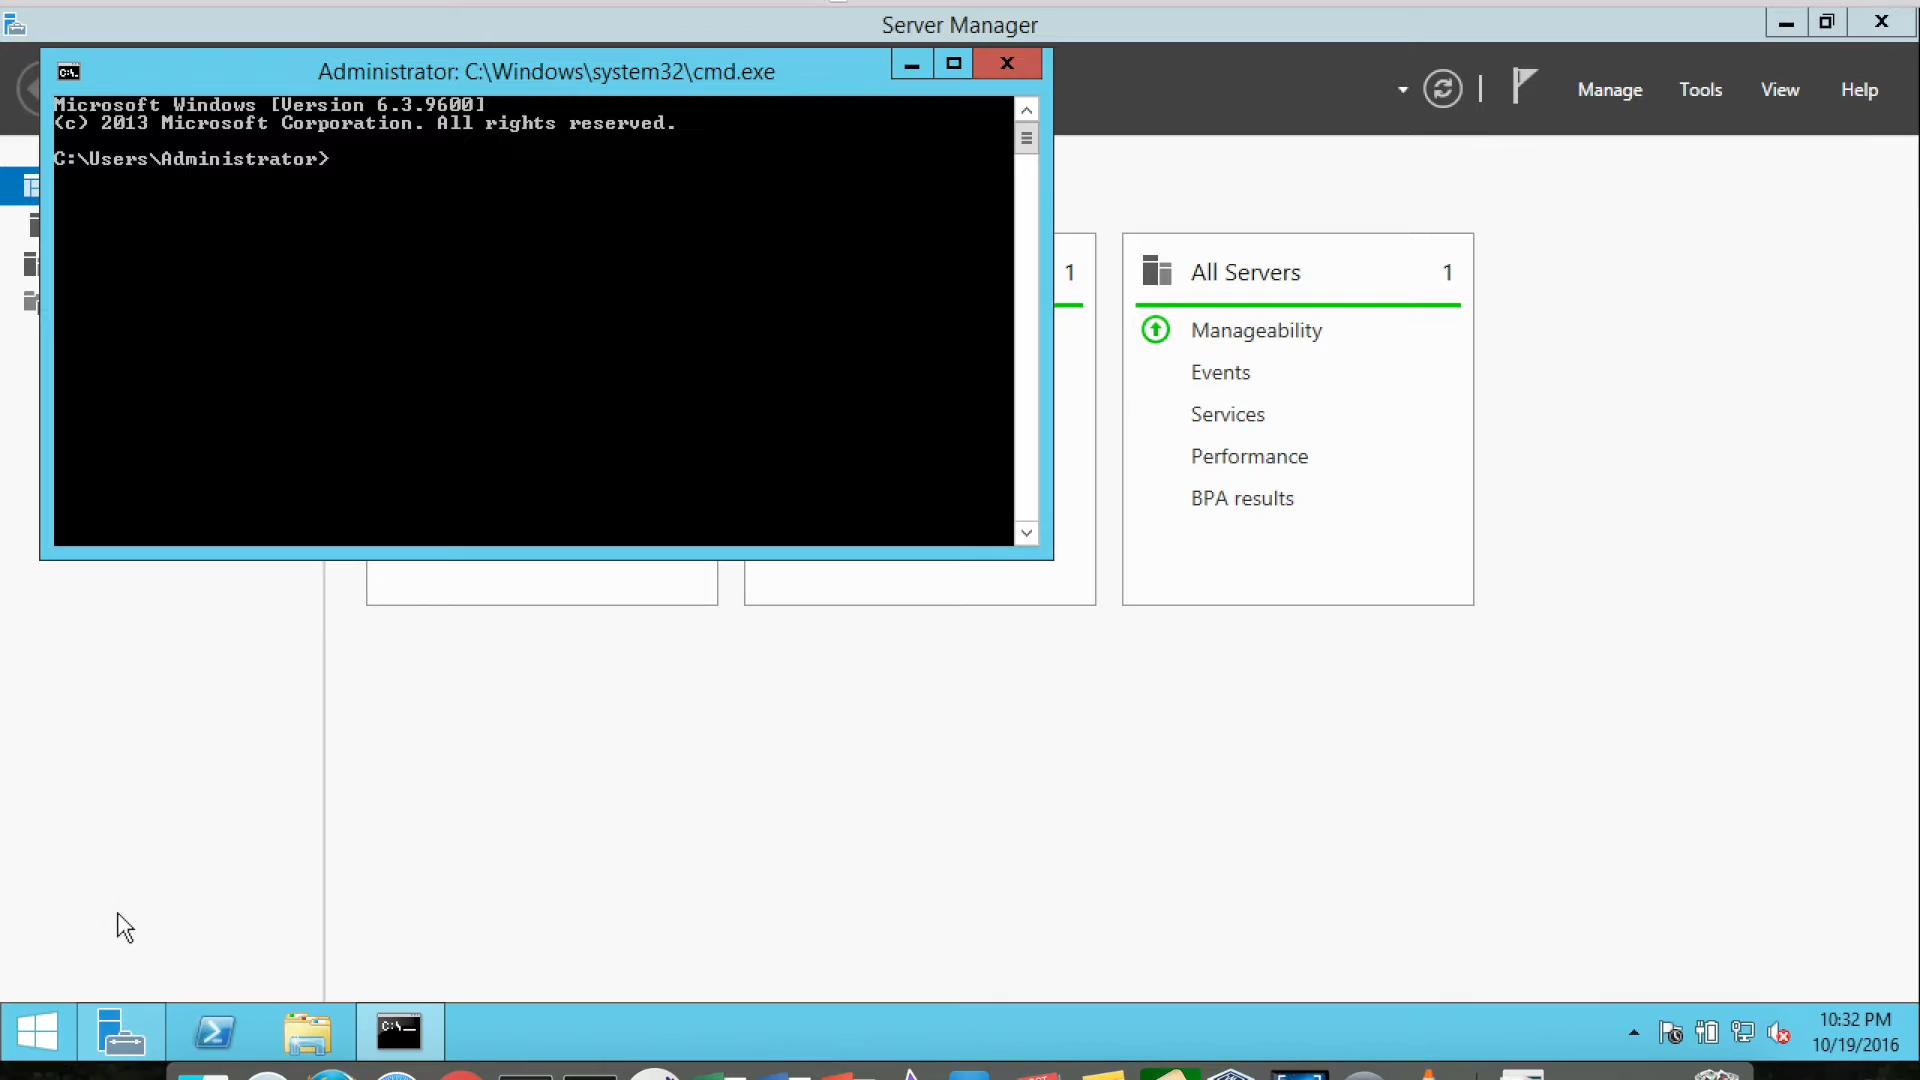 Server Manager
Administrator: C:\Windows\system32\cmd.exe
Manage Tools View Help
Microsoft Windows [Version 6.3.9600]
(c) 2013 Microsoft Corporation. All rights reserved.
C:\Users\Administrator>
1
All Servers 1
Manageability
Events
Services
Performance
BPA results
10:32 PM
10/19/2016